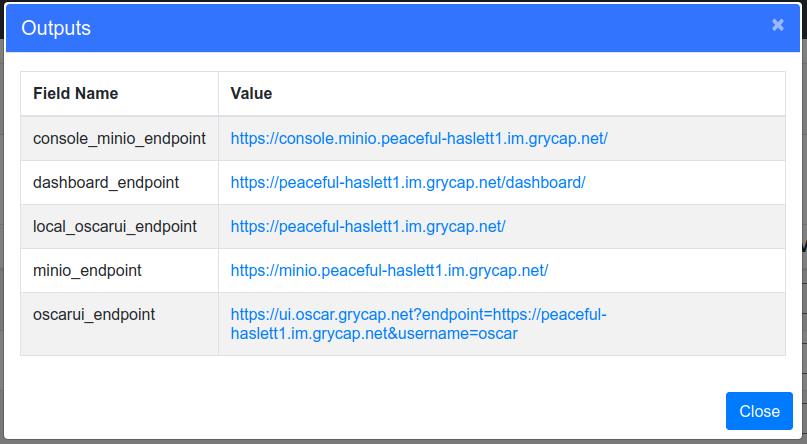 Outputs ×
Field Name Value
console_minio_endpoint https://console.minio.peaceful-haslett1.im.grycap.net/
dashboard_endpoint https://peaceful-haslett1.im.grycap.net/dashboard/
local_oscarui_endpoint https://peaceful-haslett1.im.grycap.net/
minio_endpoint https://minio.peaceful-haslett1.im.grycap.net/
oscarui_endpoint https://ui.oscar.grycap.net?endpoint=https://peaceful-
haslett1.im.grycap.net&username=oscar
Close